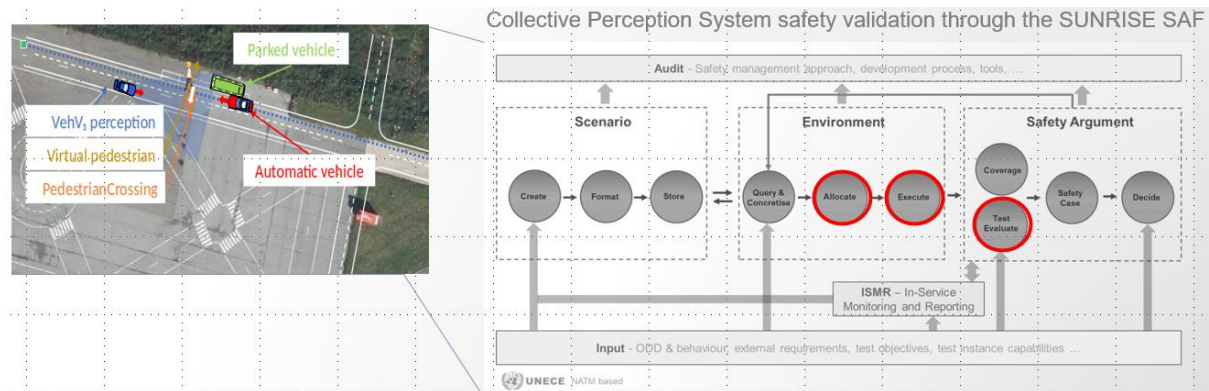 Collective Perception System safety validation through the SUNRISE SAF
Parked vehicle
VehV₁ perception
Virtual pedestrian
PedestrianCrossing
Automatic vehicle
Audit - Safety management approach, development process, tools, ...
Scenario
Environment
Safety Argument
Create
Format
Store
Query &
Concretise
Allocate
Execute
Coverage
Test
Evaluate
Safety
Case
Decide
ISMR – In-Service
Monitoring and Reporting
Input - ODD & behaviour, external requirements, test objectives, test instance capabilities ...
UNECE NATM based